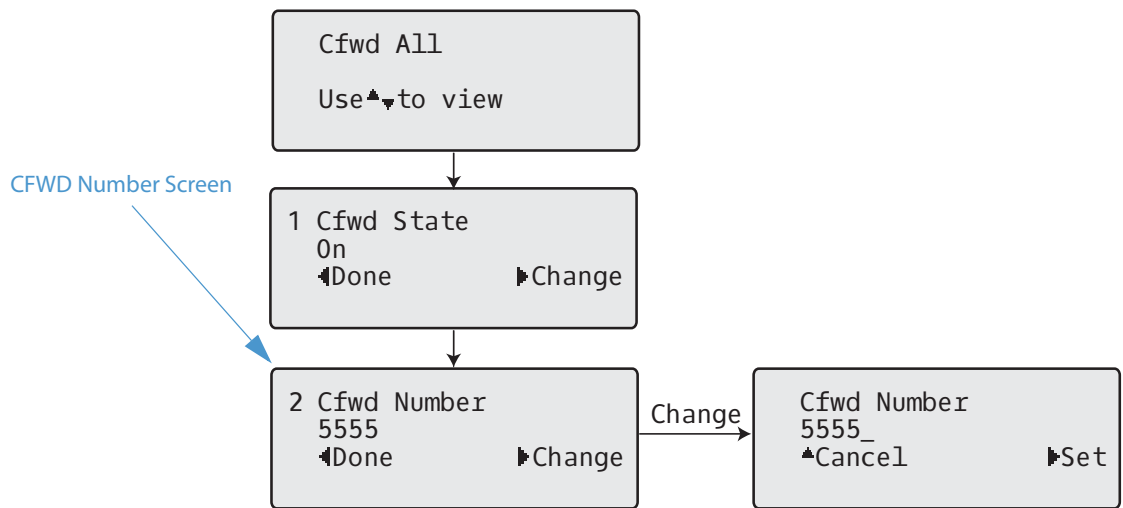 Cfwd All
Use▲▼to view
CFWD Number Screen
1 Cfwd State
On
◀Done ▶Change
2 Cfwd Number
5555
◀Done ▶Change
Change
Cfwd Number
5555_
▲Cancel ▶Set